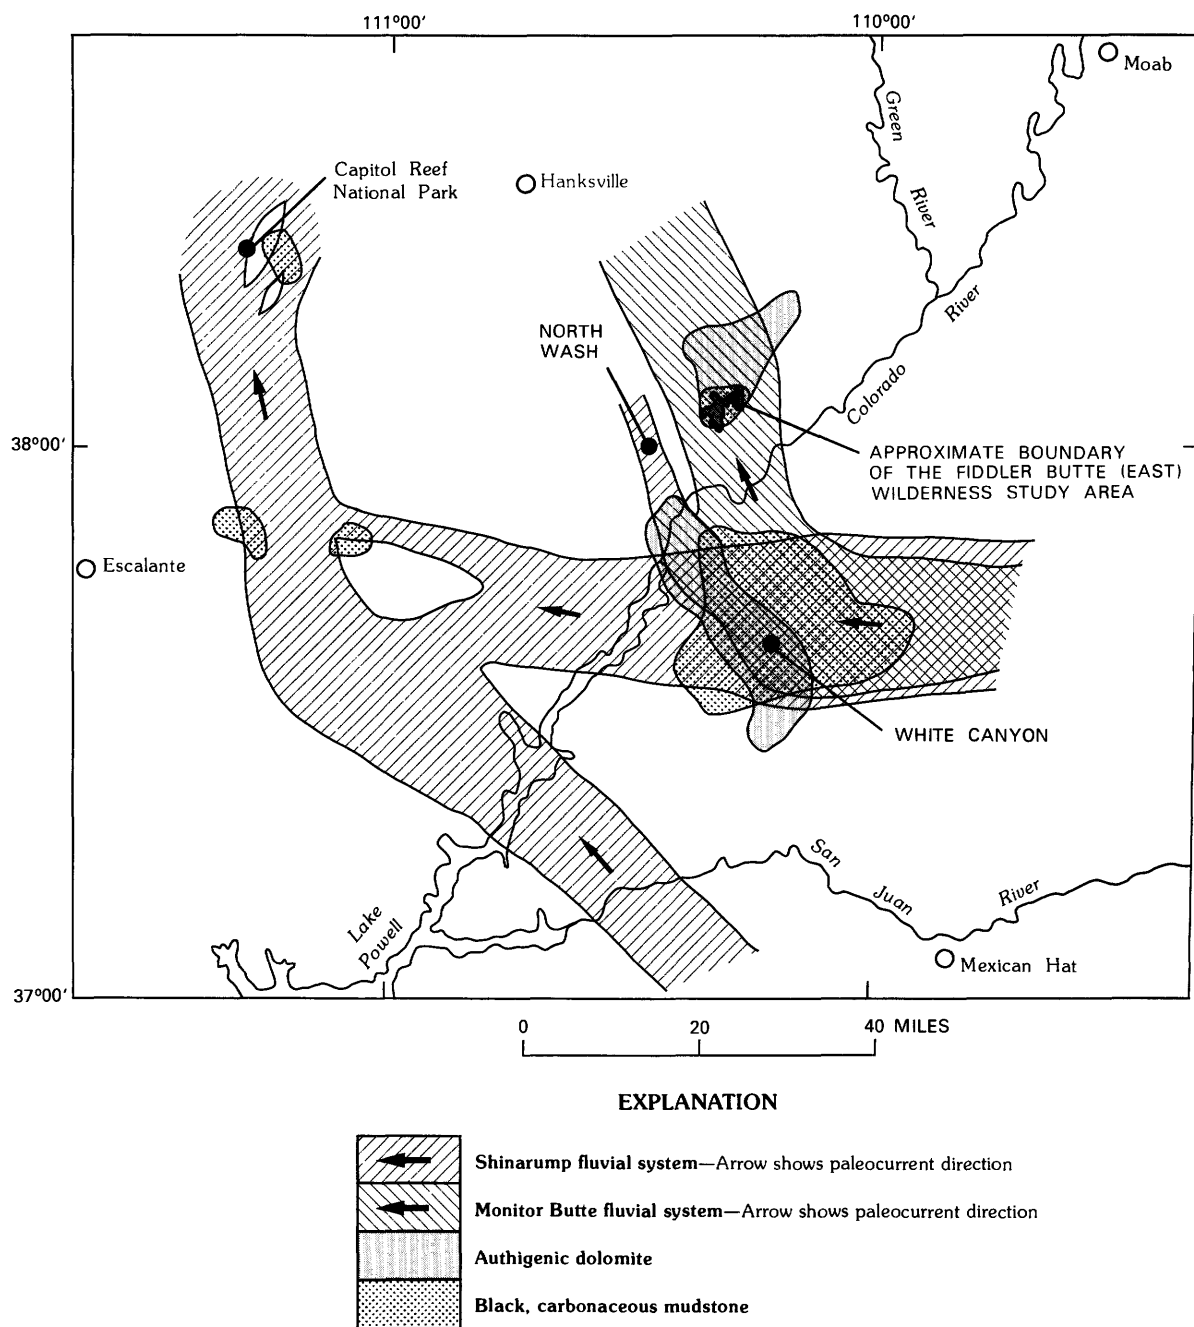 111°00'
110°00'
Moab
Green
River
Capitol Reef
National Park
Hanksville
NORTH
WASH
River
Colorado
38°00'
APPROXIMATE BOUNDARY
OF THE FIDDLER BUTTE (EAST)
WILDERNESS STUDY AREA
Escalante
WHITE CANYON
San
Juan
River
Lake
Powell
Mexican Hat
37°00'
0 20 40 MILES
EXPLANATION
Shinarump fluvial system—Arrow shows paleocurrent direction
Monitor Butte fluvial system—Arrow shows paleocurrent direction
Authigenic dolomite
Black, carbonaceous mudstone